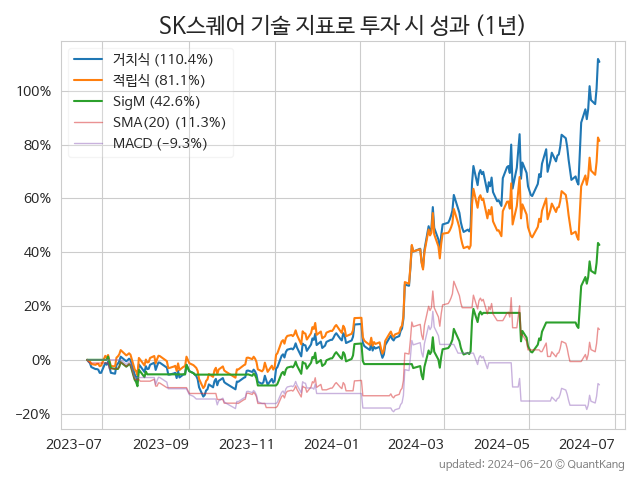 SK스퀘어 기술 지표로 투자 시 성과 (1년)
거치식 (110.4%)
적립식 (81.1%)
SigM (42.6%)
SMA(20) (11.3%)
MACD (−9.3%)
100%
80%
60%
40%
20%
0%
−20%
2023-07
2023-09
2023-11
2024-01
2024-03
2024-05
2024-07
updated: 2024-06-20 © QuantKang